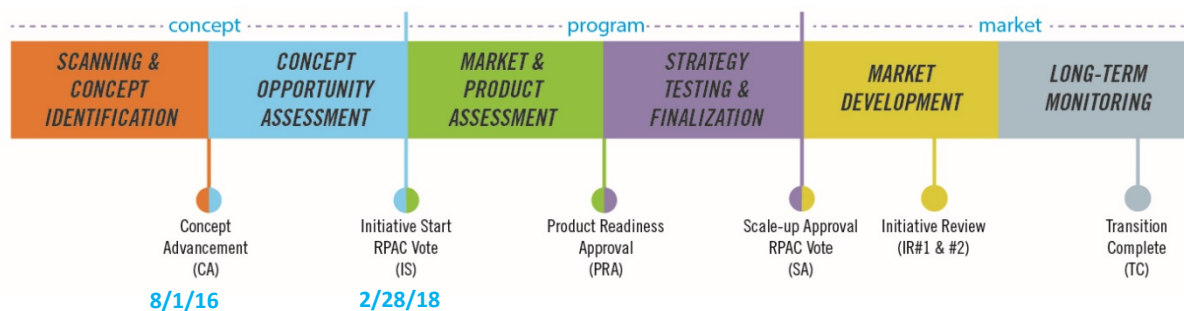 concept
program
market
SCANNING &
CONCEPT
IDENTIFICATION
CONCEPT
OPPORTUNITY
ASSESSMENT
MARKET &
PRODUCT
ASSESSMENT
STRATEGY
TESTING &
FINALIZATION
MARKET
DEVELOPMENT
LONG-TERM
MONITORING
Concept
Advancement
(CA)
8/1/16
Initiative Start
RPAC Vote
(IS)
2/28/18
Product Readiness
Approval
(PRA)
Scale-up Approval
RPAC Vote
(SA)
Initiative Review
(IR#1 & #2)
Transition
Complete
(TC)